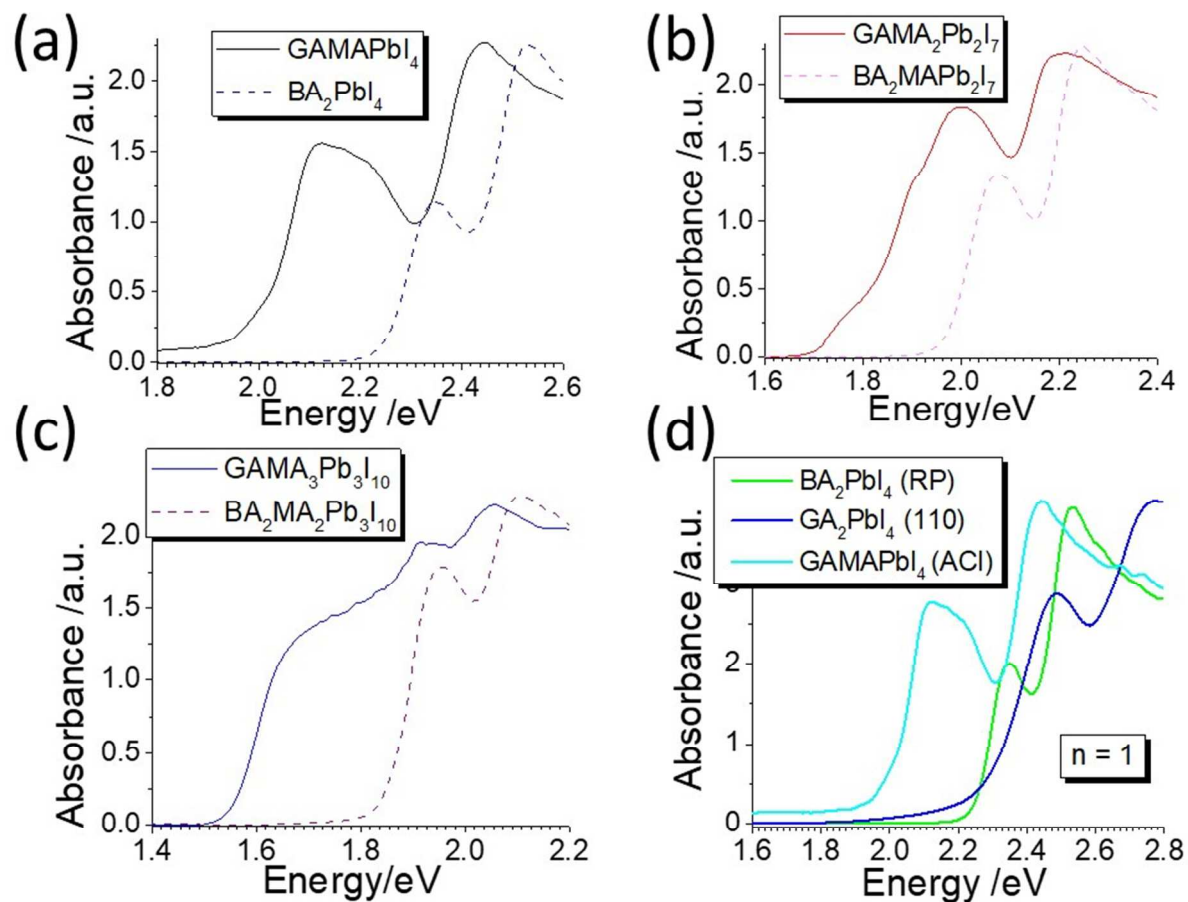 (a)
GAMAPbI₄
BA₂PbI₄
Absorbance /a.u.
2.0
1.5
1.0
0.5
0.0
1.8 2.0 2.2 2.4 2.6
Energy /eV
(b)
GAMA₂Pb₂I₇
BA₂MAPb₂I₇
Absorbance /a.u.
2.0
1.5
1.0
0.5
0.0
1.6 1.8 2.0 2.2 2.4
Energy/eV
(c)
GAMA₃Pb₃I₁₀
BA₂MA₂Pb₃I₁₀
Absorbance /a.u.
2.0
1.5
1.0
0.5
0.0
1.4 1.6 1.8 2.0 2.2
Energy/eV
(d)
BA₂PbI₄ (RP)
GA₂PbI₄ (110)
GAMAPbI₄ (ACI)
Absorbance /a.u.
2
1
0
n = 1
1.6 1.8 2.0 2.2 2.4 2.6 2.8
Energy/eV